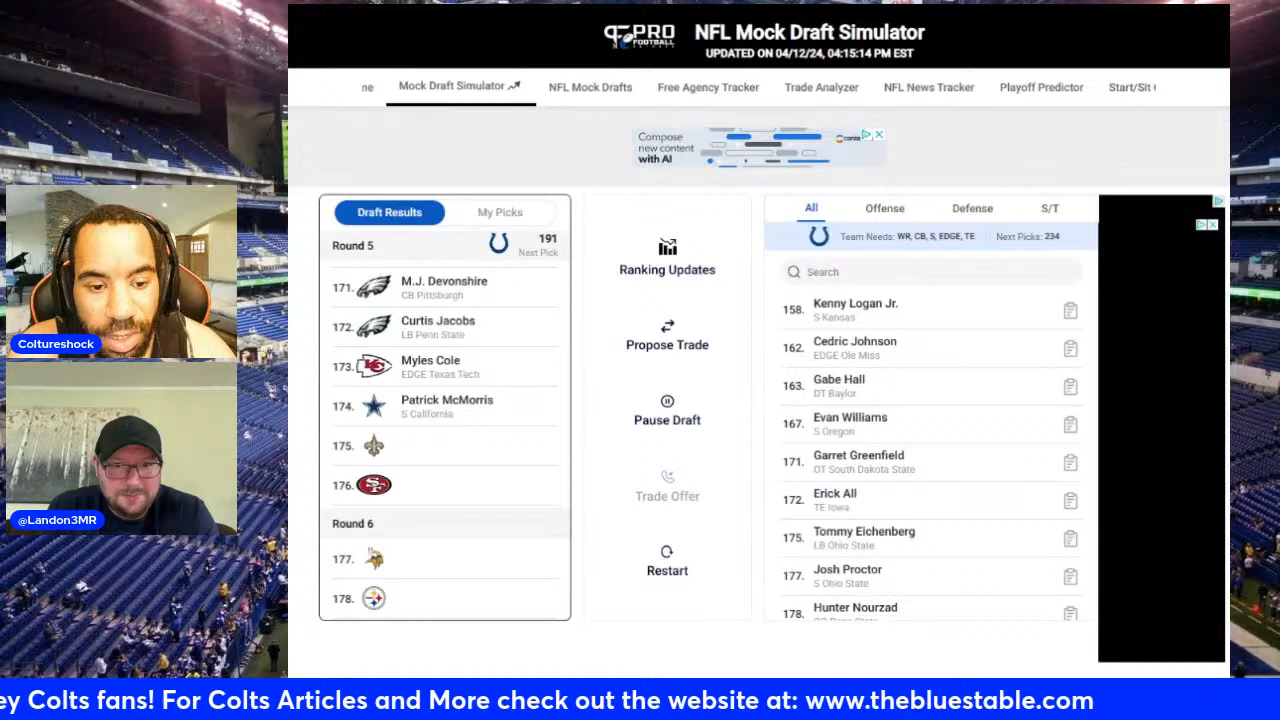 PRO
FOOTBALL
NFL Mock Draft Simulator
UPDATED ON 04/12/24, 04:15:14 PM EST
ne
Mock Draft Simulator
NFL Mock Drafts
Free Agency Tracker
Trade Analyzer
NFL News Tracker
Playoff Predictor
Start/Sit
Compose
new content
with AI
Draft Results
My Picks
Round 5
191
Next Pick
171.
M.J. Devonshire
CB Pittsburgh
172.
Curtis Jacobs
LB Penn State
173.
Myles Cole
EDGE Texas Tech
174.
Patrick McMorris
S California
175.
176.
SF
Round 6
177.
178.
Ranking Updates
Propose Trade
Pause Draft
Trade Offer
Restart
All
Offense
Defense
S/T
Team Needs: WR, CB, S, EDGE, TE
Next Picks: 234
Search
158.
Kenny Logan Jr.
S Kansas
162.
Cedric Johnson
EDGE Ole Miss
163.
Gabe Hall
DT Baylor
167.
Evan Williams
S Oregon
171.
Garret Greenfield
OT South Dakota State
172.
Erick All
TE Iowa
175.
Tommy Eichenberg
LB Ohio State
177.
Josh Proctor
S Ohio State
178.
Hunter Nourzad
Coltureshock
@Landon3MR
ey Colts fans! For Colts Articles and More check out the website at: www.thebluestable.com